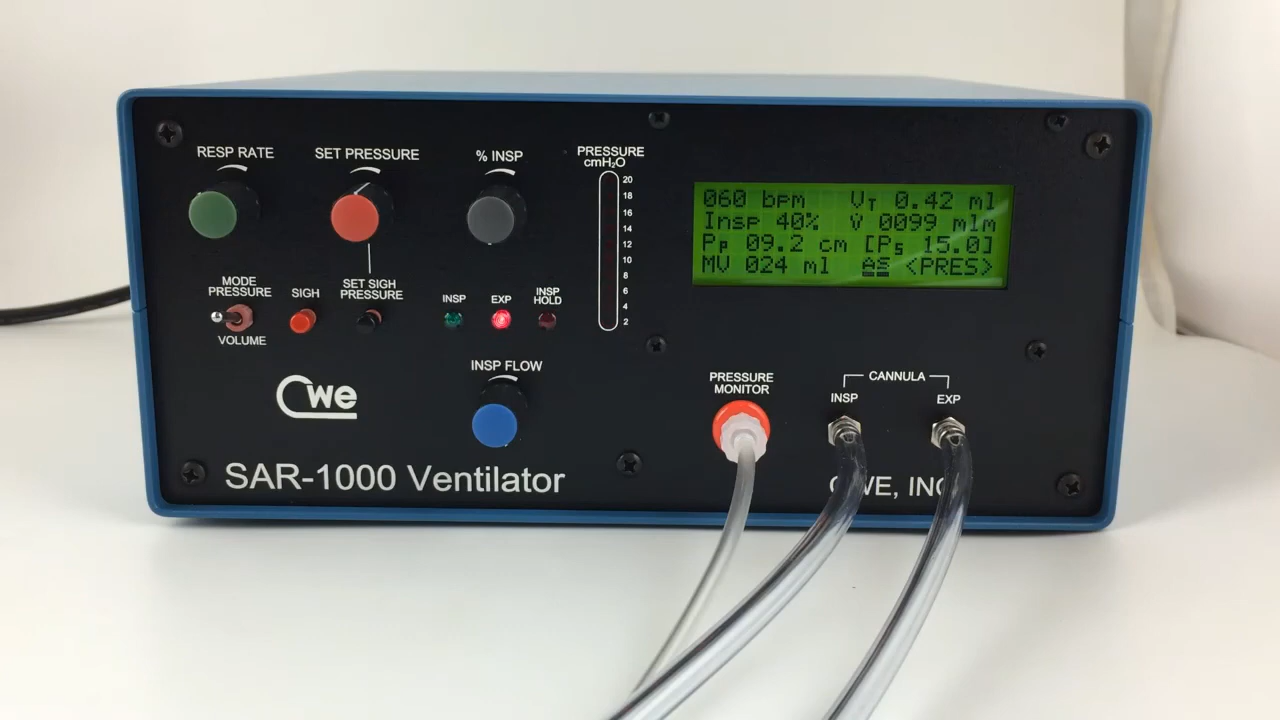 RESP RATE
SET PRESSURE
% INSP
PRESSURE
cmH₂O
20
18
16
14
12
10
8
6
4
2
MODE
PRESSURE
VOLUME
SIGH
SET SIGH
PRESSURE
INSP
EXP
INSP
HOLD
INSP FLOW
Cwe
SAR-1000 Ventilator
060 bpm VT 0.42 ml
Insp 40% V 0099 mlm
Pp 09.2 cm [Ps 15.0]
MV 024 ml AS <PRES>
PRESSURE
MONITOR
CANNULA
INSP
EXP
CWE, INC